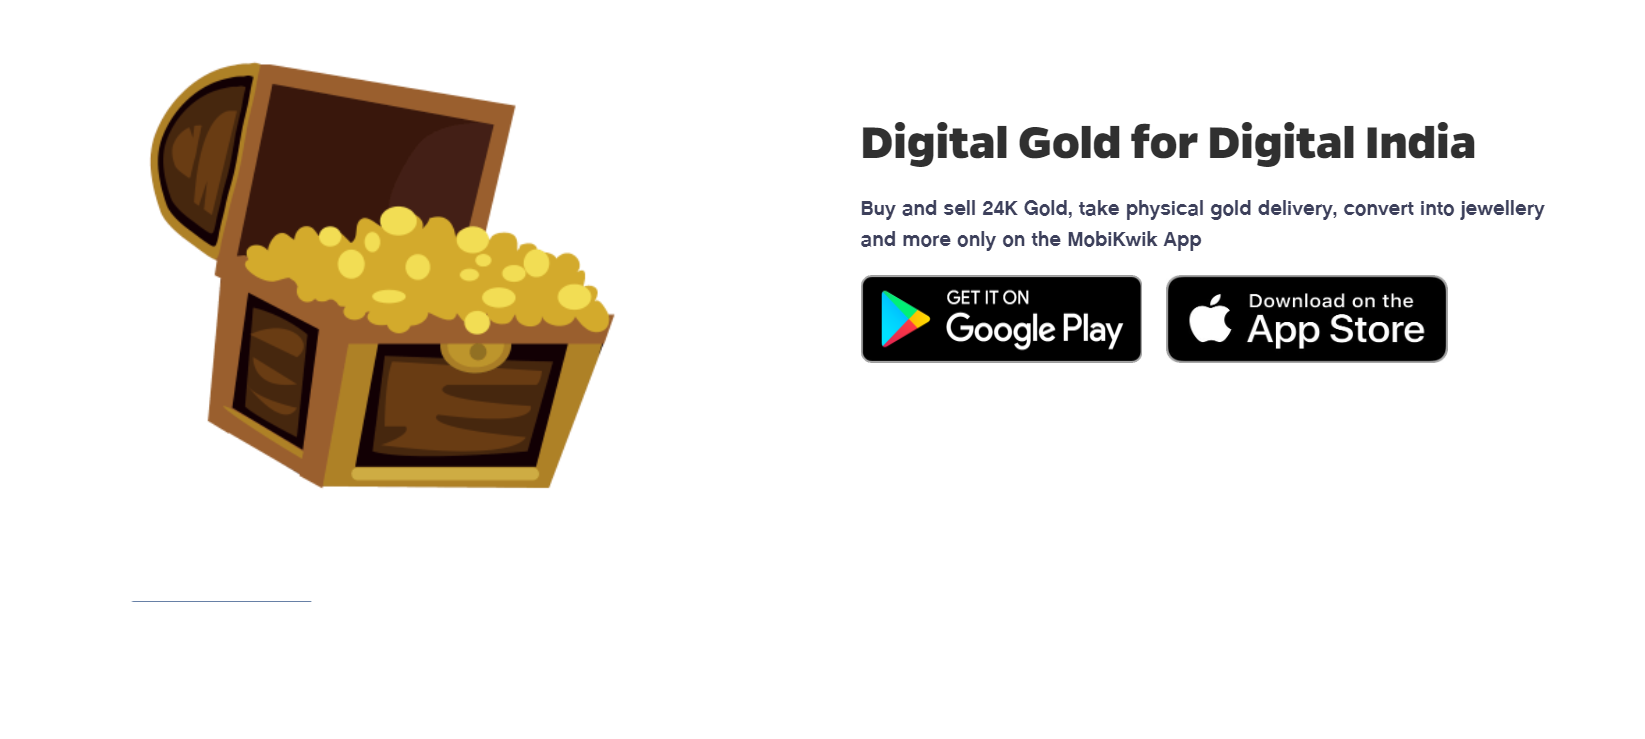 Digital Gold for Digital India
Buy and sell 24K Gold, take physical gold delivery, convert into jewellery
and more only on the MobiKwik App
GET IT ON
Google Play
Download on the
App Store